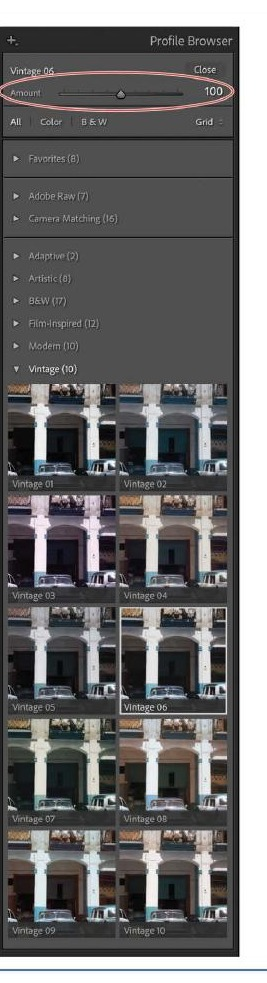 Profile Browser
Vintage 06 Close
Amount 100
All Color B & W Grid
Favorites (8)
Adobe Raw (7)
Camera Matching (16)
Adaptive (2)
Artistic (8)
B&W (17)
Film-Inspired (12)
Modern (10)
Vintage (10)
Vintage 01 Vintage 02
Vintage 03 Vintage 04
Vintage 05 Vintage 06
Vintage 07 Vintage 08
Vintage 09 Vintage 10